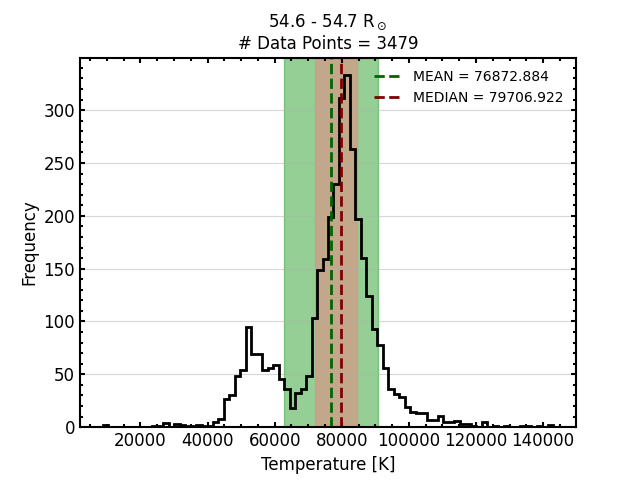 54.6 - 54.7 R⊙
# Data Points = 3479
MEAN = 76872.884
MEDIAN = 79706.922
Frequency
300
250
200
150
100
50
0
20000 40000 60000 80000 100000 120000 140000
Temperature [K]